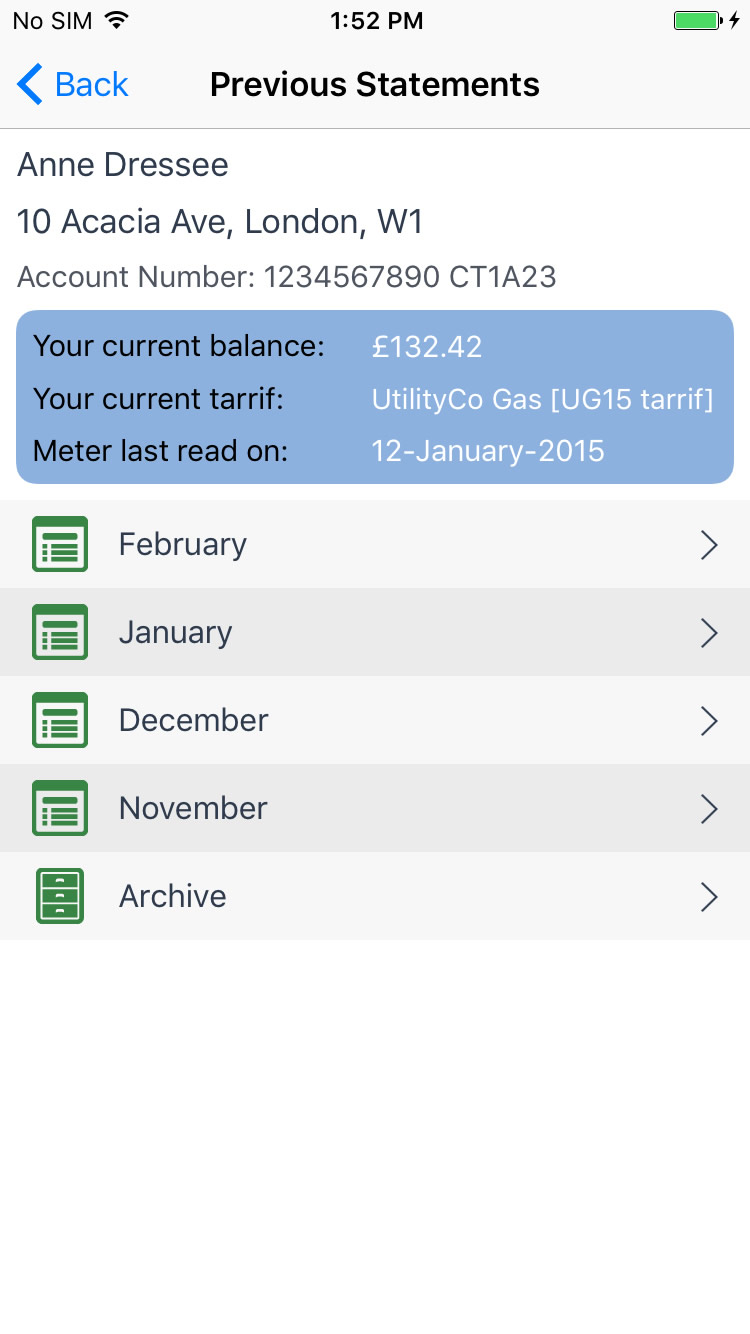 No SIM 1:52 PM
Back Previous Statements
Anne Dressee
10 Acacia Ave, London, W1
Account Number: 1234567890 CT1A23
Your current balance: £132.42
Your current tarrif: UtilityCo Gas [UG15 tarrif]
Meter last read on: 12-January-2015
February
January
December
November
Archive